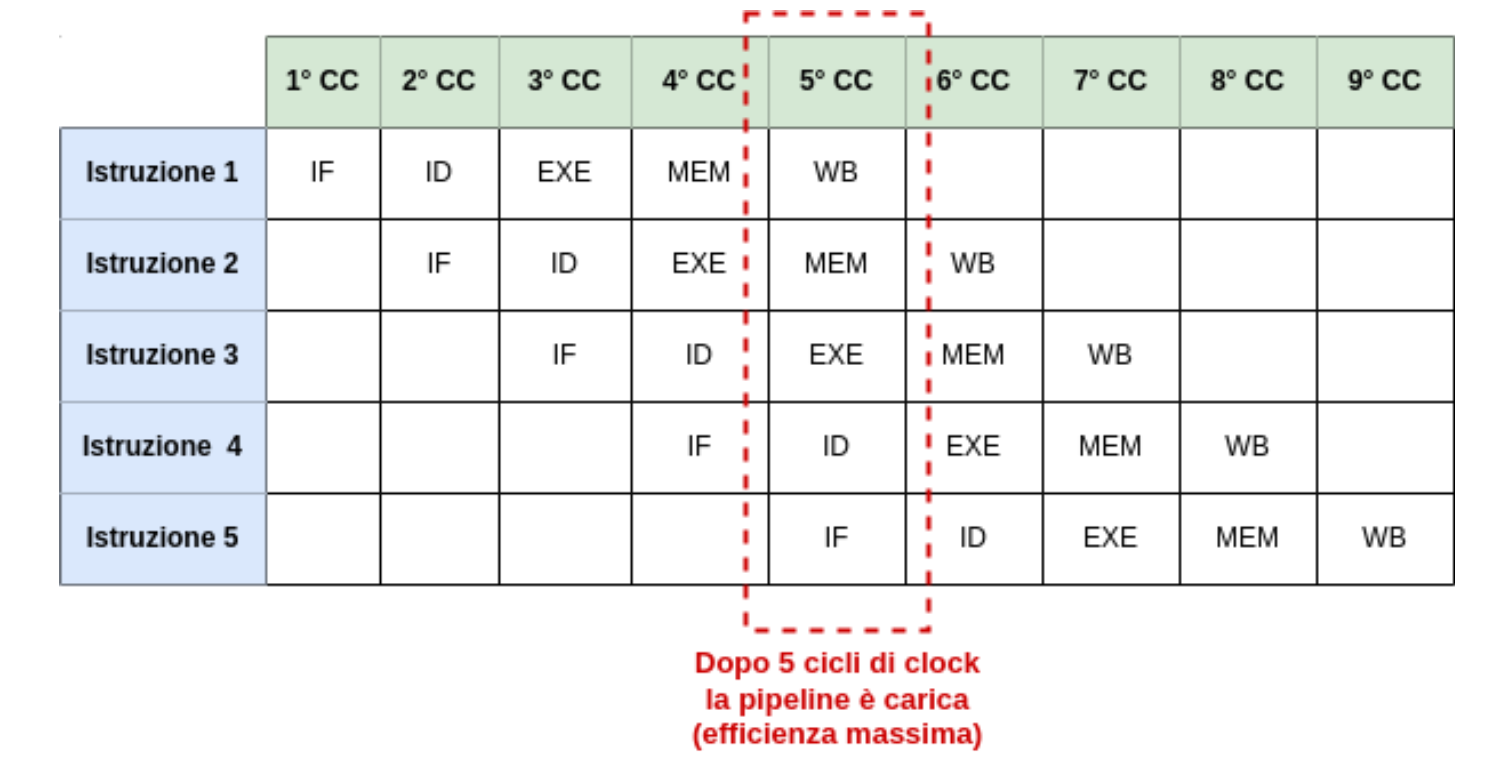 1° CC 2° CC 3° CC 4° CC 5° CC 6° CC 7° CC 8° CC 9° CC
Istruzione 1 IF ID EXE MEM WB
Istruzione 2 IF ID EXE MEM WB
Istruzione 3 IF ID EXE MEM WB
Istruzione 4 IF ID EXE MEM WB
Istruzione 5 IF ID EXE MEM WB
Dopo 5 cicli di clock
la pipeline è carica
(efficienza massima)